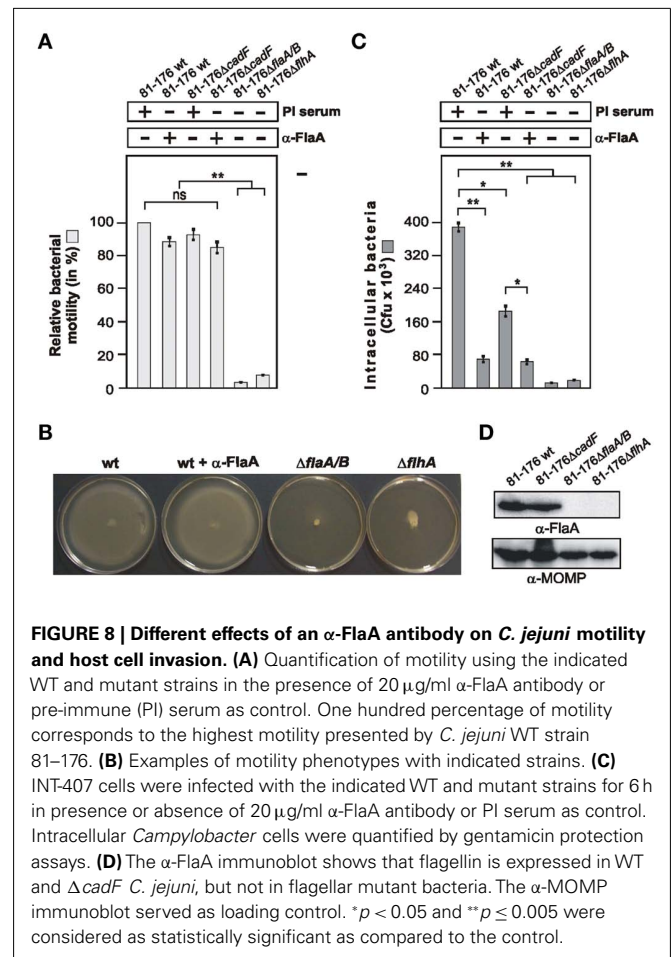 A
81-176 wt
81-176 wt
81-176ΔcadF
81-176ΔcadF
81-176ΔflaA/B
81-176ΔflhA
+ − + − − − PI serum
− + − + − − α-FlaA
−
Relative bacterial
motility (in %)
100
80
60
40
20
0
ns
**
C
81-176 wt
81-176 wt
81-176ΔcadF
81-176ΔcadF
81-176ΔflaA/B
81-176ΔflhA
+ − + − − − PI serum
− + − + − − α-FlaA
Intracellular bacteria
(Cfu x 10³)
400
320
240
160
80
0
**
*
**
*
B
wt
wt + α-FlaA
ΔflaA/B
ΔflhA
D
81-176 wt
81-176ΔcadF
81-176ΔflaA/B
81-176ΔflhA
α-FlaA
α-MOMP
FIGURE 8 | Different effects of an α-FlaA antibody on C. jejuni motility
and host cell invasion. (A) Quantification of motility using the indicated
WT and mutant strains in the presence of 20 μg/ml α-FlaA antibody or
pre-immune (PI) serum as control. One hundred percentage of motility
corresponds to the highest motility presented by C. jejuni WT strain
81–176. (B) Examples of motility phenotypes with indicated strains. (C)
INT-407 cells were infected with the indicated WT and mutant strains for 6 h
in presence or absence of 20 μg/ml α-FlaA antibody or PI serum as control.
Intracellular Campylobacter cells were quantified by gentamicin protection
assays. (D) The α-FlaA immunoblot shows that flagellin is expressed in WT
and ΔcadF C. jejuni, but not in flagellar mutant bacteria. The α-MOMP
immunoblot served as loading control. *p < 0.05 and **p ≤ 0.005 were
considered as statistically significant as compared to the control.